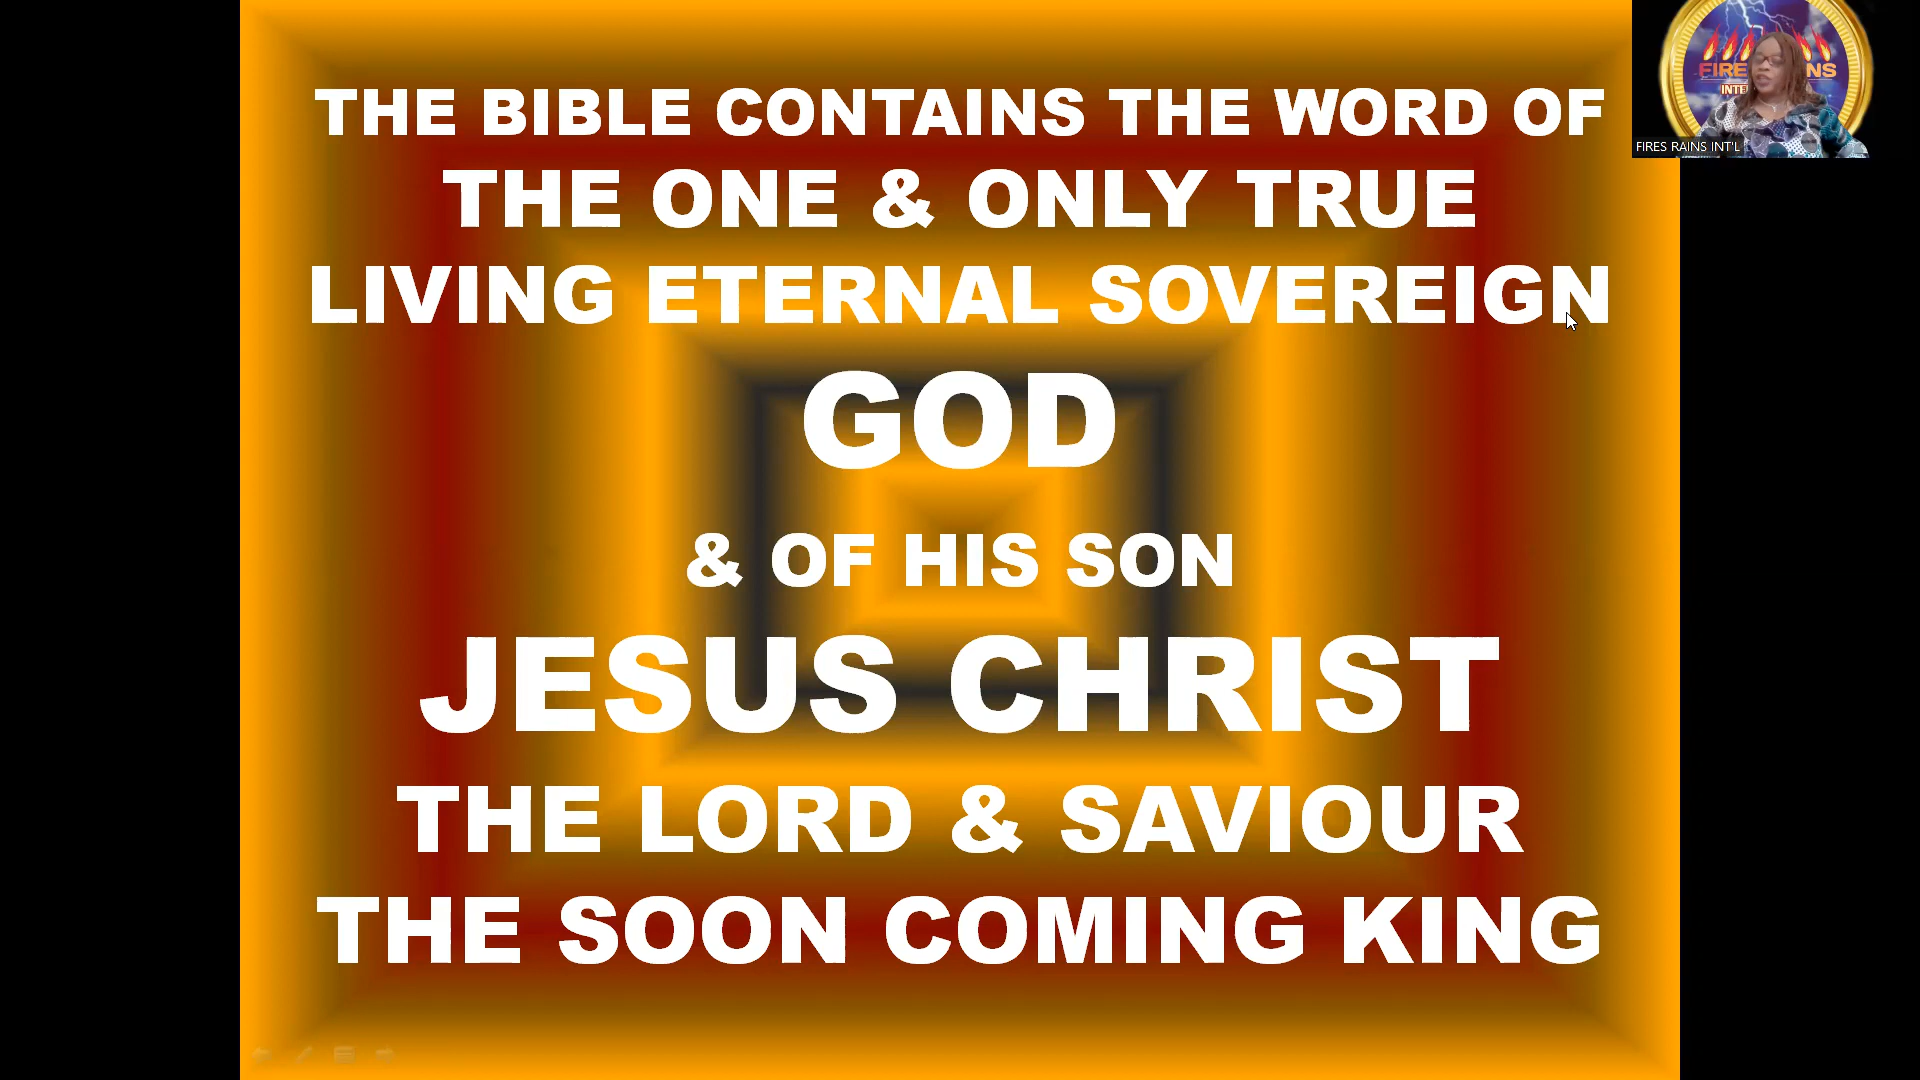 THE BIBLE CONTAINS THE WORD OF
THE ONE & ONLY TRUE
LIVING ETERNAL SOVEREIGN
GOD
& OF HIS SON
JESUS CHRIST
THE LORD & SAVIOUR
THE SOON COMING KING
FIRES RAINS INT'L